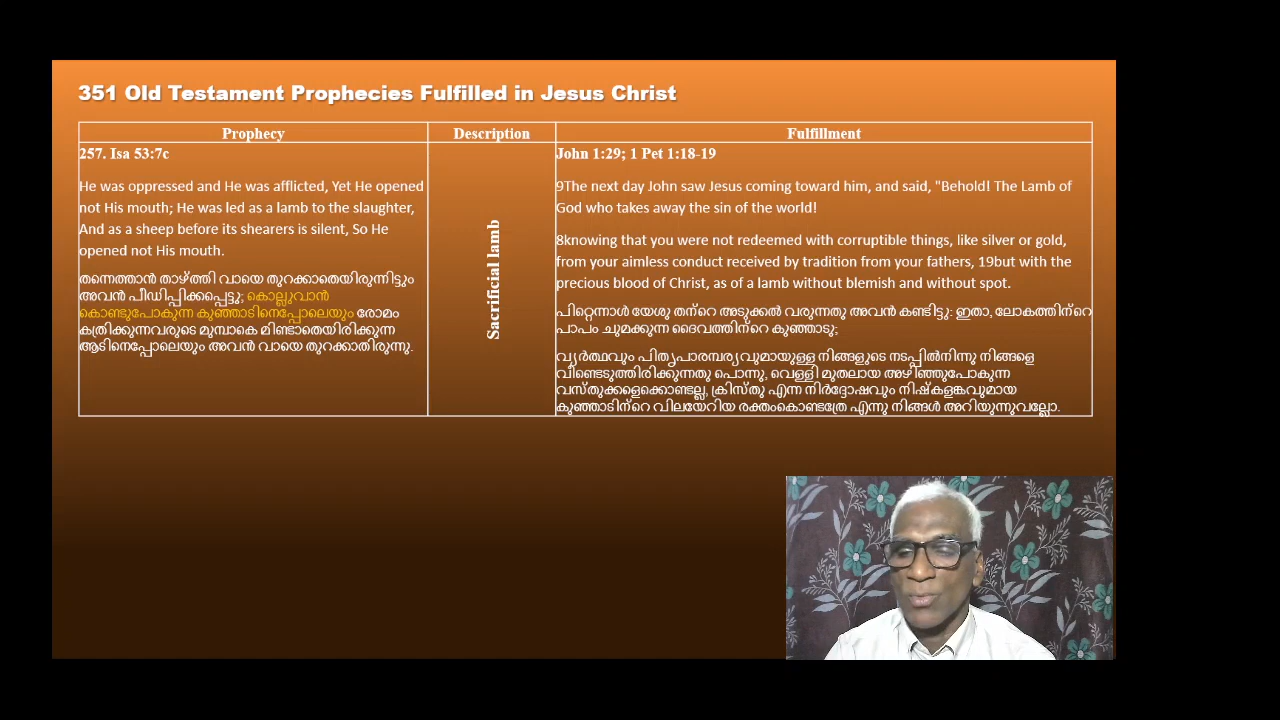 351 Old Testament Prophecies Fulfilled in Jesus Christ
Prophecy
Description
Fulfillment
257. Isa 53:7c
He was oppressed and He was afflicted, Yet He opened
not His mouth; He was led as a lamb to the slaughter,
And as a sheep before its shearers is silent, So He
opened not His mouth.
തന്നെത്താൻ താഴ്ത്തി വായെ തുറക്കാതെയിരുന്നിട്ടും
അവൻ പീഡിപ്പിക്കപ്പെട്ടു; കൊല്ലുവാൻ
കൊണ്ടുപോകുന്ന കുഞ്ഞാടിനെപ്പോലെയും രോമം
കത്രിക്കുന്നവരുടെ മുമ്പാകെ മിണ്ടാതെയിരിക്കുന്ന
ആടിനെപ്പോലെയും അവൻ വായെ തുറക്കാതിരുന്നു.
Sacrificial lamb
John 1:29; 1 Pet 1:18-19
9The next day John saw Jesus coming toward him, and said, "Behold! The Lamb of
God who takes away the sin of the world!
8knowing that you were not redeemed with corruptible things, like silver or gold,
from your aimless conduct received by tradition from your fathers, 19but with the
precious blood of Christ, as of a lamb without blemish and without spot.
പിറ്റെന്നാൾ യേശു തന്റെ അടുക്കൽ വരുന്നതു അവൻ കണ്ടിട്ടു: ഇതാ, ലോകത്തിന്റെ
പാപം ചുമക്കുന്ന ദൈവത്തിന്റെ കുഞ്ഞാടു;
വ്യർത്ഥവും പിതൃപാരമ്പര്യവുമായുള്ള നിങ്ങളുടെ നടപ്പിൽനിന്നു നിങ്ങളെ
വീണ്ടെടുത്തിരിക്കുന്നതു പൊന്നു, വെള്ളി മുതലായ അഴിഞ്ഞുപോകുന്ന
വസ്തുക്കളെക്കൊണ്ടല്ല, ക്രിസ്തു എന്ന നിർദ്ദോഷവും നിഷ്കളങ്കവുമായ
കുഞ്ഞാടിന്റെ വിലയേറിയ രക്തംകൊണ്ടത്രേ എന്നു നിങ്ങൾ അറിയുന്നുവല്ലോ.